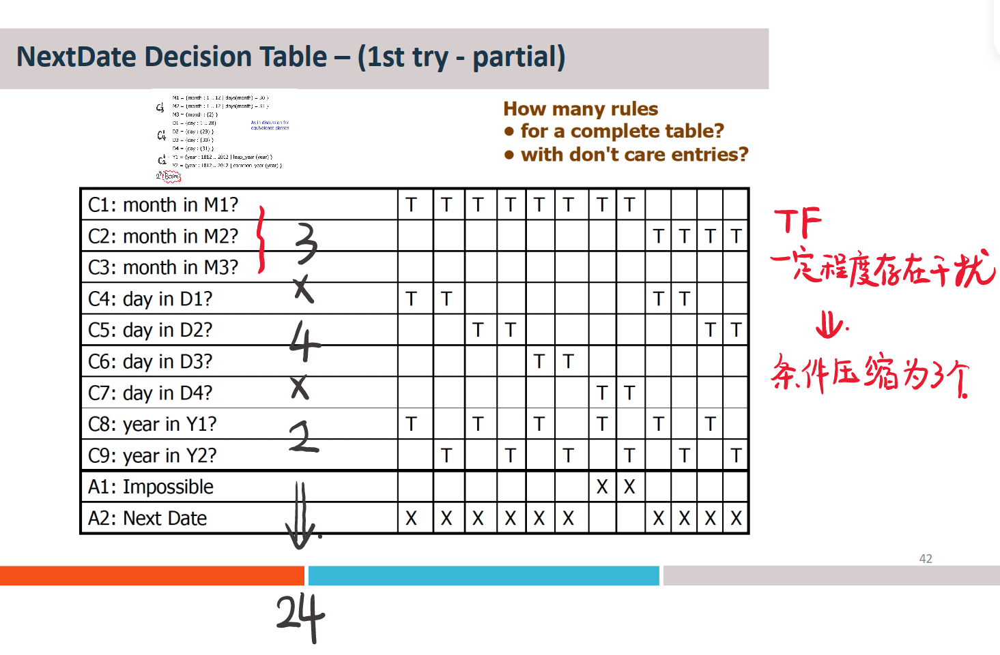 NextDate Decision Table – (1st try - partial)
M1 = {month : 1 .. 12 | days(month) = 30 }
M2 = {month : 1 .. 12 | days(month) = 31 }
M3 = {month : {2} }
D1 = {day : 1 .. 28}
D2 = {day : {29} }
D3 = {day : {30} }
D4 = {day : {31} }
Y1 = {year : 1812 .. 2012 | leap_year (year) }
Y2 = {year : 1812 .. 2012 | common_year (year) }
As in discussion for
equivalence classes
C¹₃
C¹₄
C¹₂
How many rules
• for a complete table?
• with don't care entries?
C1: month in M1? T T T T T T T T
C2: month in M2? T T T T
C3: month in M3?
C4: day in D1? T T T T
C5: day in D2? T T T T
C6: day in D3? T T
C7: day in D4? T T
C8: year in Y1? T T T T T T
C9: year in Y2? T T T T T T
A1: Impossible X X
A2: Next Date X X X X X X X X X X
3
×
4
×
2
24
TF
一定程度存在干扰
条件压缩为3个.
42